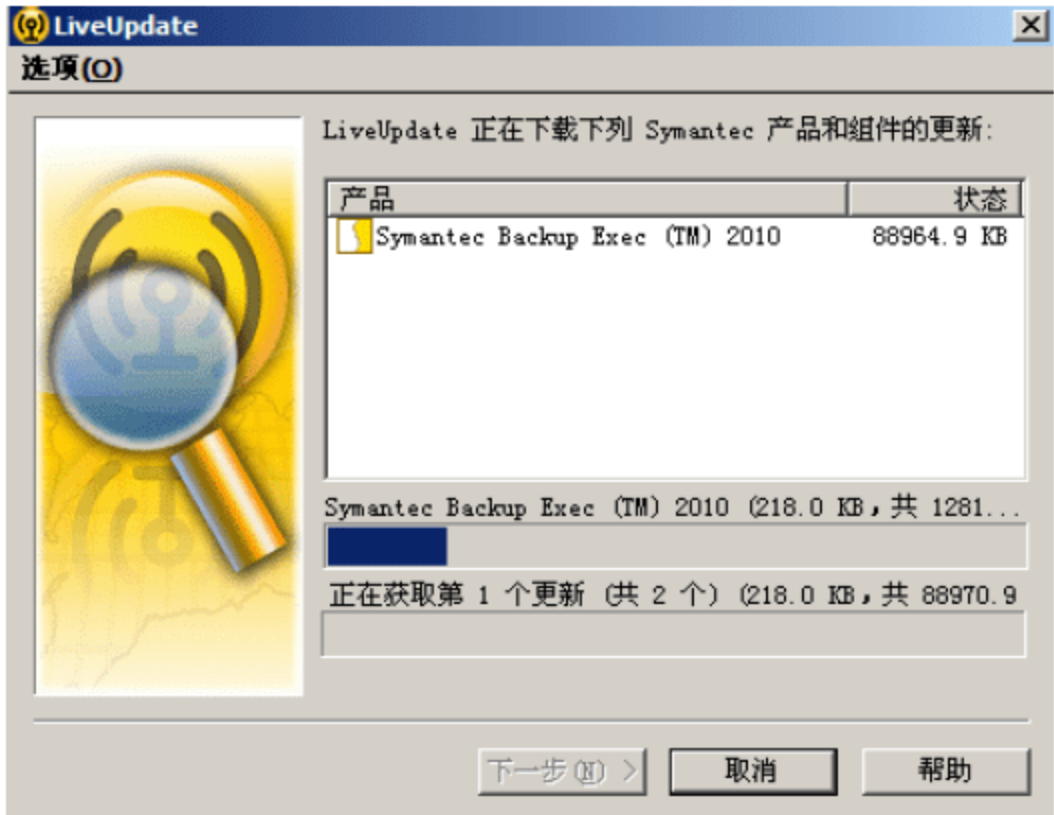 LiveUpdate
选项(O)
LiveUpdate 正在下载下列 Symantec 产品和组件的更新:
产品 状态
Symantec Backup Exec (TM) 2010 88964.9 KB
Symantec Backup Exec (TM) 2010 (218.0 KB，共 1281...
正在获取第 1 个更新 (共 2 个) (218.0 KB，共 88970.9
下一步(N) > 取消 帮助